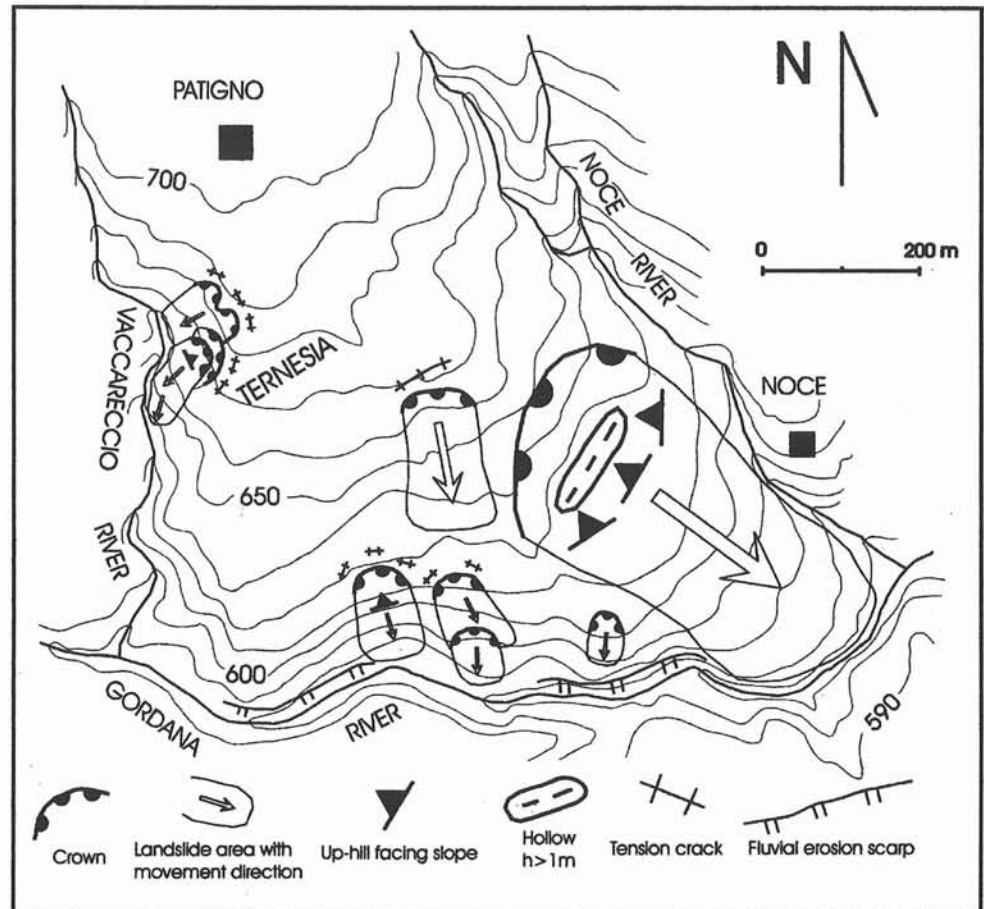 PATIGNO
N
700
NOCE
RIVER
0 200 m
VACCARECCIO
RIVER
TERNESIA
NOCE
650
600
GORDANA
RIVER
590
Crown
Landslide area with
movement direction
Up-hill facing slope
Hollow
h>1m
Tension crack
Fluvial erosion scarp